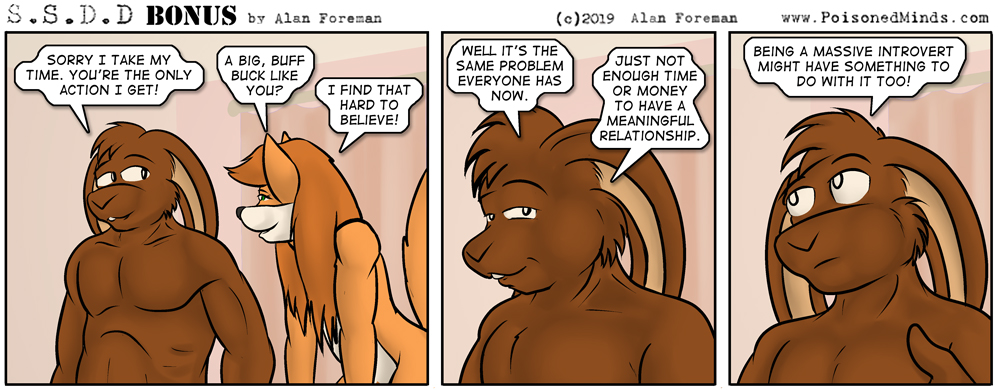 S.S.D.D BONUS by Alan Foreman (c)2019 Alan Foreman www.PoisonedMinds.com
SORRY I TAKE MY
TIME. YOU'RE THE ONLY
ACTION I GET!
A BIG, BUFF
BUCK LIKE
YOU?
I FIND THAT
HARD TO
BELIEVE!
WELL IT'S THE
SAME PROBLEM
EVERYONE HAS
NOW.
JUST NOT
ENOUGH TIME
OR MONEY
TO HAVE A
MEANINGFUL
RELATIONSHIP.
BEING A MASSIVE INTROVERT
MIGHT HAVE SOMETHING TO
DO WITH IT TOO!